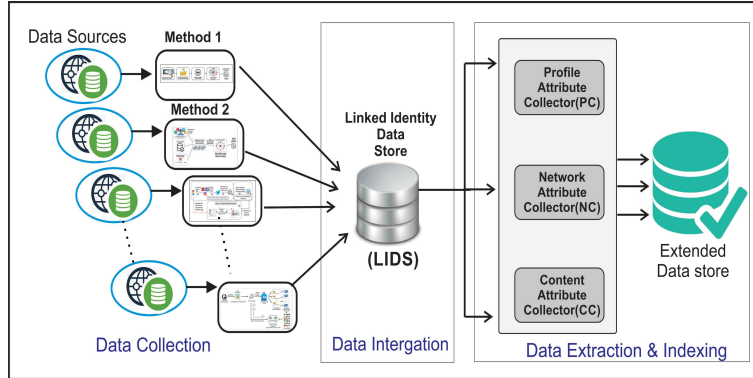 Data Sources
Method 1
Method 2
Linked Identity
Data
Store
(LIDS)
Profile
Attribute
Collector(PC)
Network
Attribute
Collector(NC)
Content
Attribute
Collector(CC)
Extended
Data store
Data Collection
Data Intergation
Data Extraction & Indexing